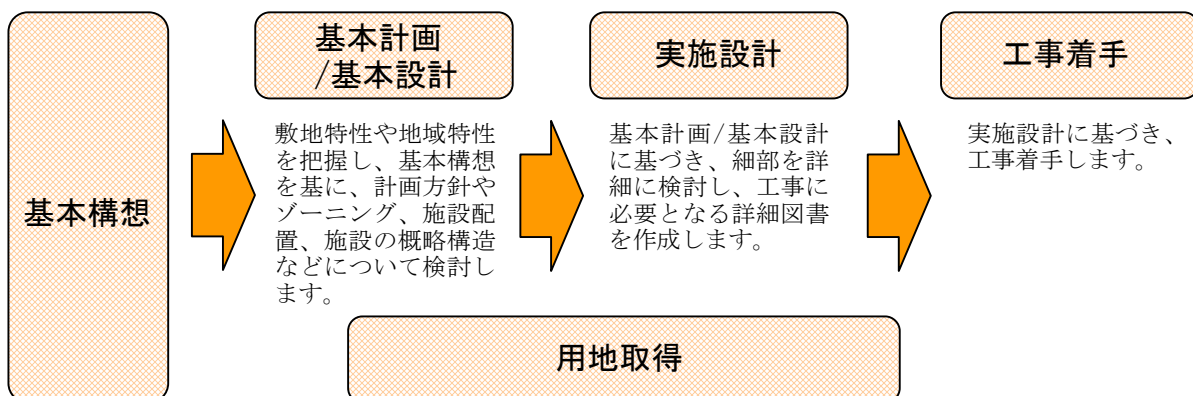 基本構想
基本計画
/基本設計
敷地特性や地域特性
を把握し、基本構想
を基に、計画方針や
ゾーニング、施設配
置、施設の概略構造
などについて検討し
ます。
実施設計
基本計画/基本設計
に基づき、細部を詳
細に検討し、工事に
必要となる詳細図書
を作成します。
工事着手
実施設計に基づき、
工事着手します。
用地取得